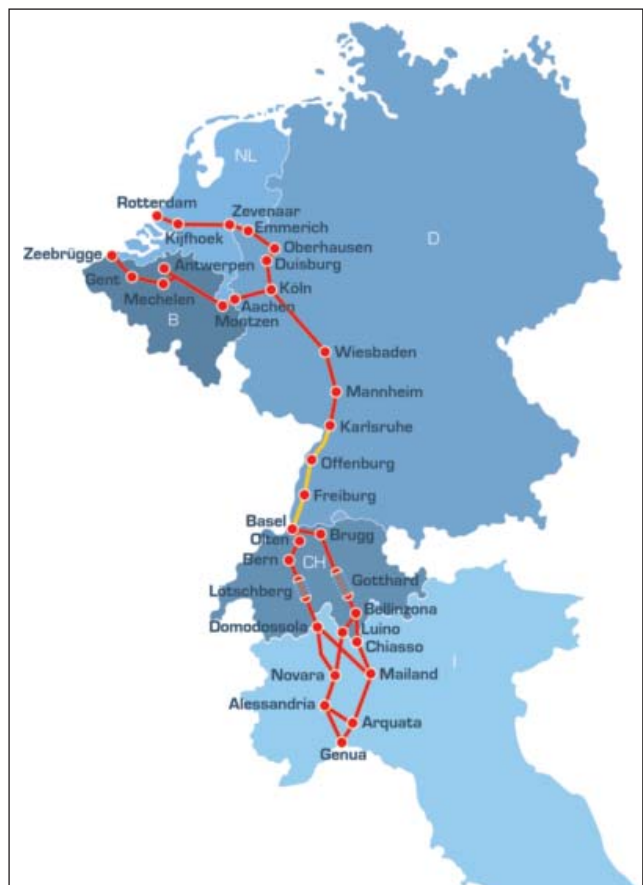 NL
Rotterdam
Zevenaar
Emmerich
Kijfhoek
D
Oberhausen
Zeebrügge
Antwerpen
Duisburg
Gent
Köln
Mechelen
Aachen
Montzen
B
Wiesbaden
Mannheim
Karlsruhe
Offenburg
Freiburg
Basel
Brugg
Olten
Bern
CH
Gotthard
Lötschberg
Bellinzona
Domodossola
Luino
Chiasso
I
Novara
Mailand
Alessandria
Arquata
Genua